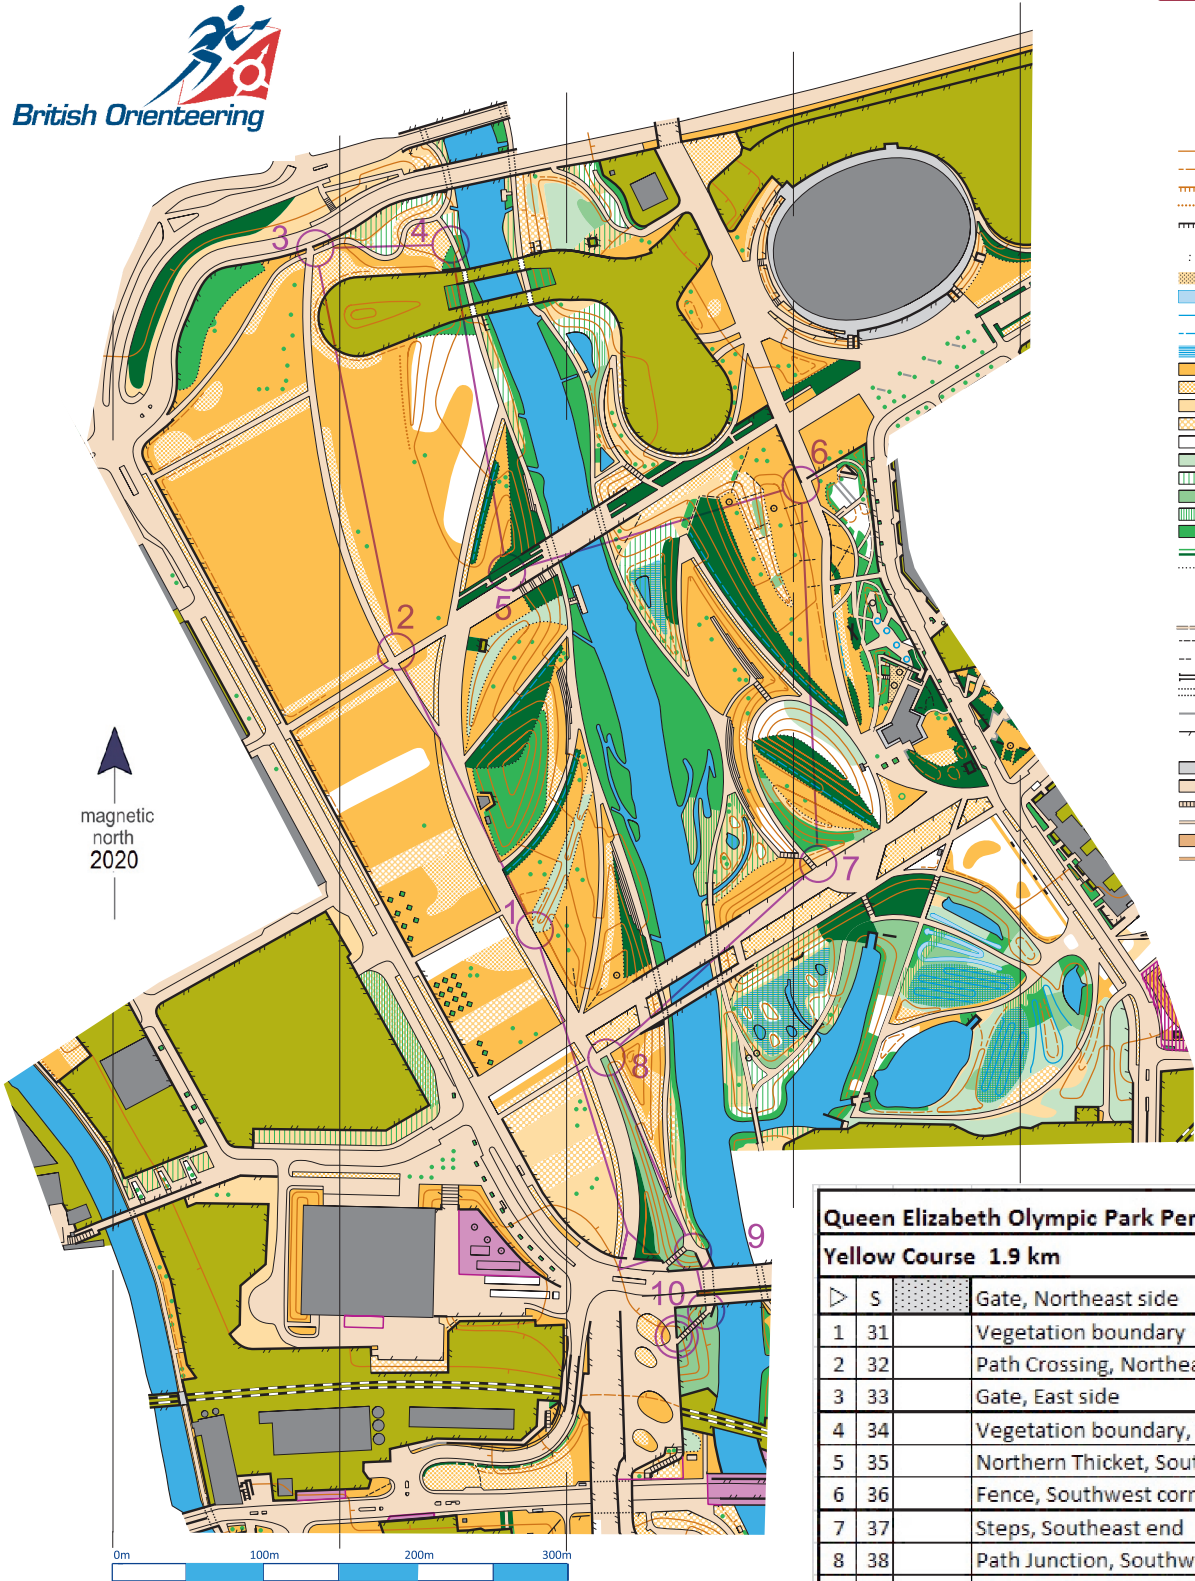 British Orienteering
3
4
6
5
2
magnetic
north
2020
1
7
8
9
10
Queen Elizabeth Olympic Park Per
Yellow Course 1.9 km
S Gate, Northeast side
1 31 Vegetation boundary
2 32 Path Crossing, Northea
3 33 Gate, East side
4 34 Vegetation boundary,
5 35 Northern Thicket, Sout
6 36 Fence, Southwest corn
7 37 Steps, Southeast end
8 38 Path Junction, Southw
0m 100m 200m 300m